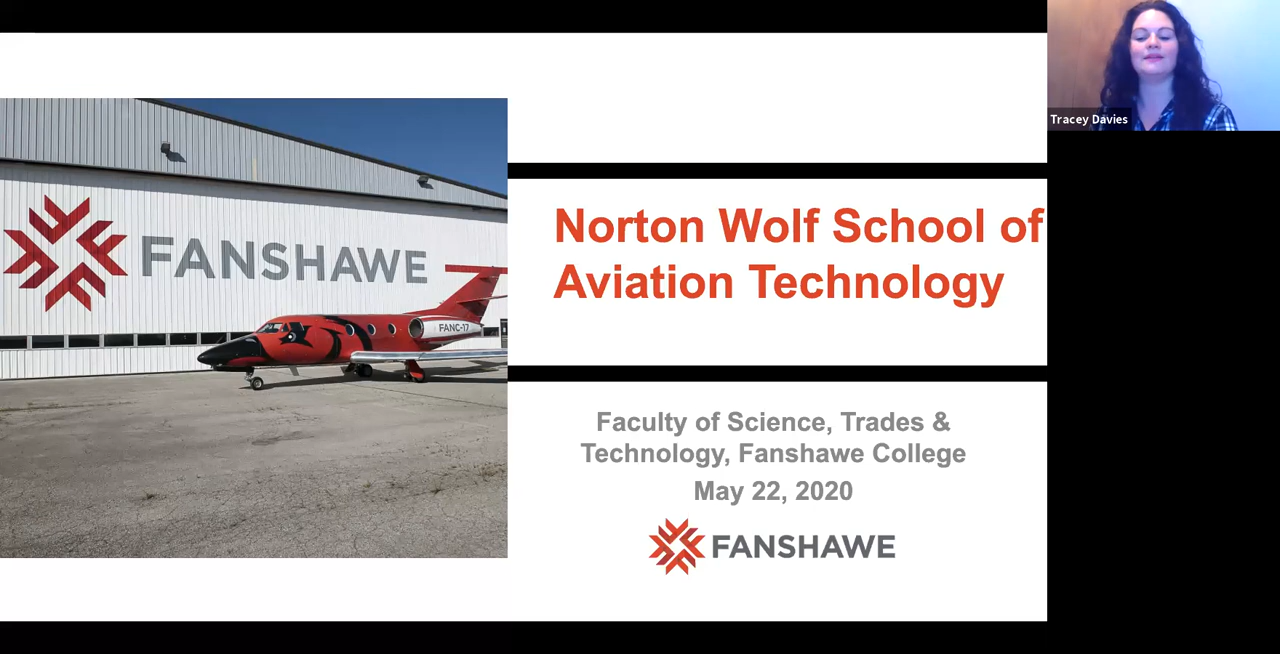 Tracey Davies
FANSHAWE
FANC-17
Norton Wolf School of
Aviation Technology
Faculty of Science, Trades &
Technology, Fanshawe College
May 22, 2020
FANSHAWE